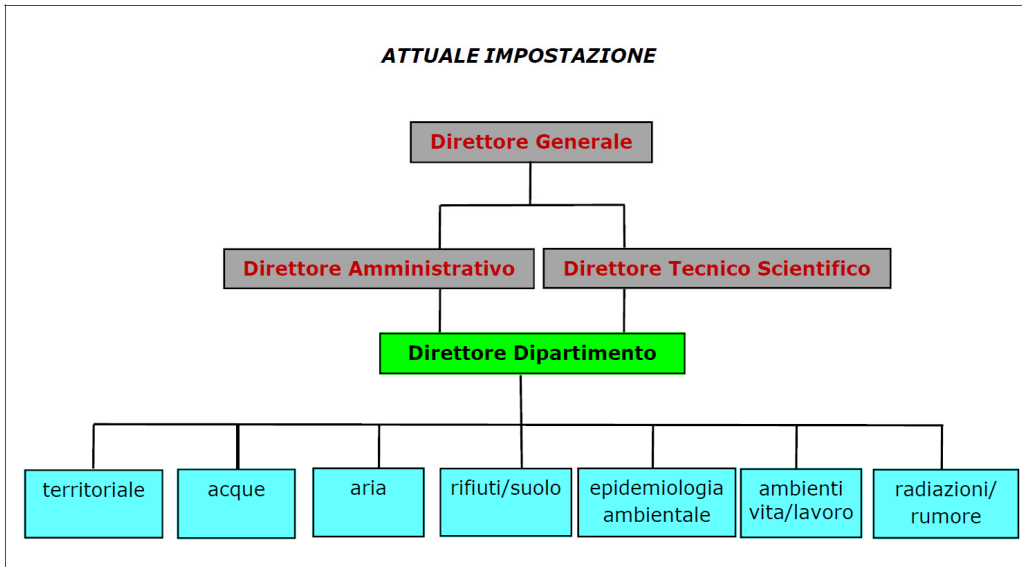 ATTUALE IMPOSTAZIONE
Direttore Generale
Direttore Amministrativo
Direttore Tecnico Scientifico
Direttore Dipartimento
territoriale
acque
aria
rifiuti/suolo
epidemiologia
ambientale
ambienti
vita/lavoro
radiazioni/
rumore